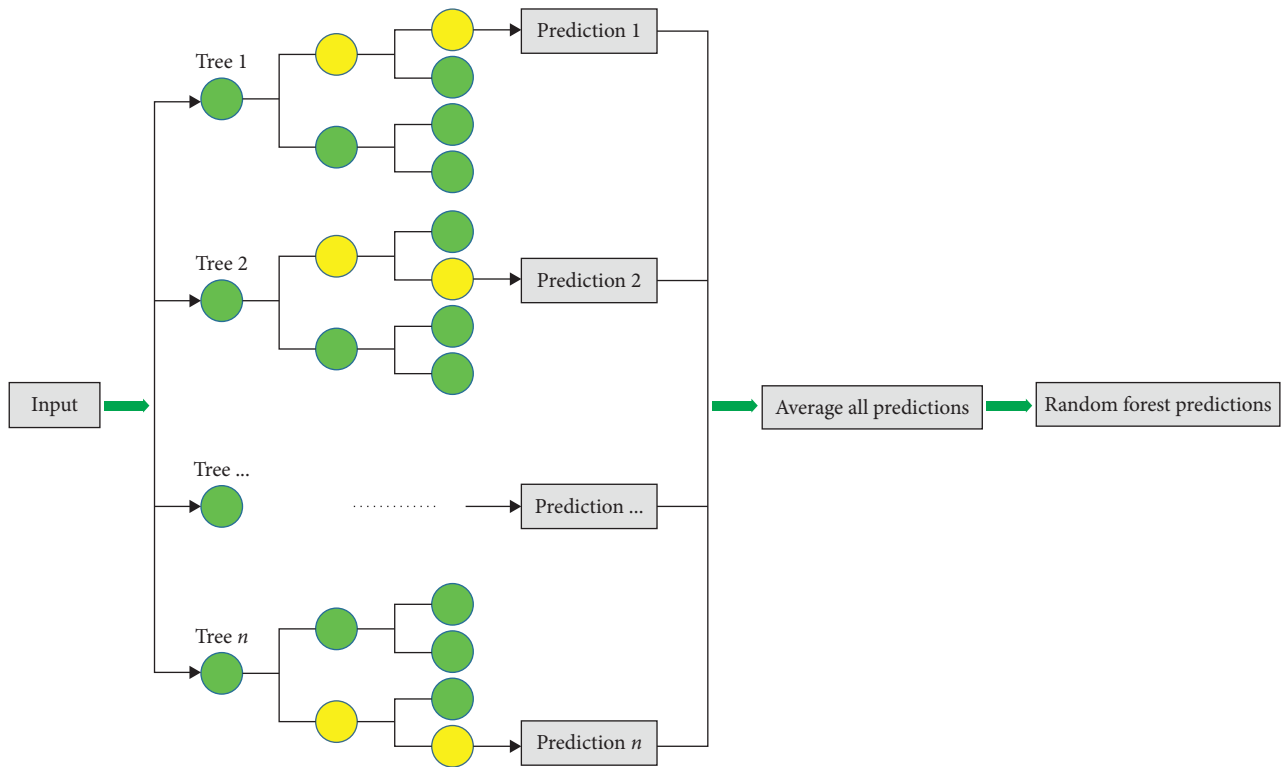 Tree 1
Prediction 1
Tree 2
Prediction 2
Input
Average all predictions
Random forest predictions
Tree ...
Prediction ...
Tree n
Prediction n